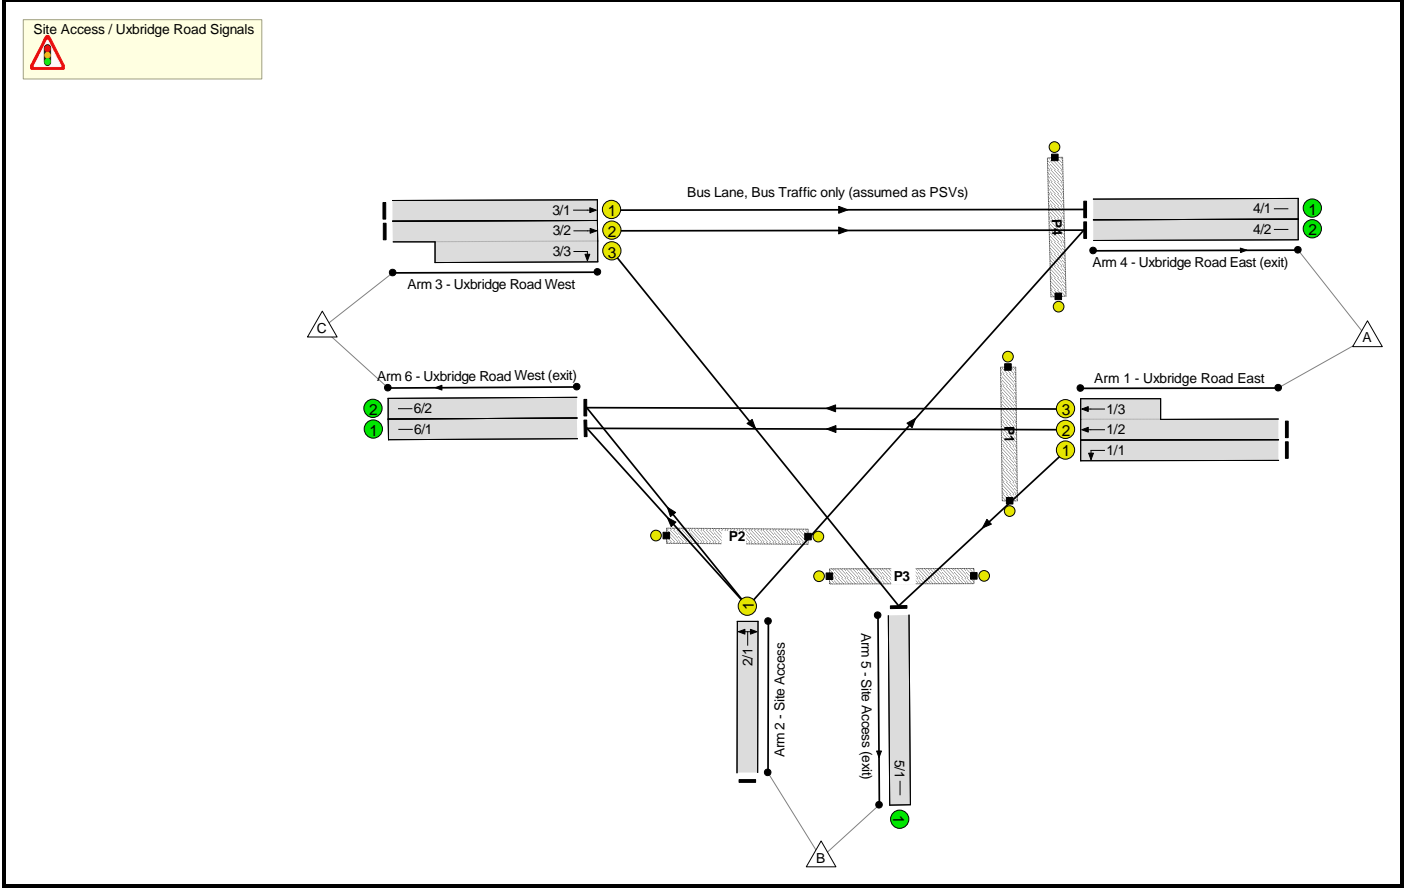 Site Access / Uxbridge Road Signals
Bus Lane, Bus Traffic only (assumed as PSVs)
3/1
1
3/2
2
3/3
3
Arm 3 - Uxbridge Road West
P4
4/1
1
4/2
2
Arm 4 - Uxbridge Road East (exit)
C
A
Arm 6 - Uxbridge Road West (exit)
2
6/2
1
6/1
Arm 1 - Uxbridge Road East
3
1/3
2
1/2
1
1/1
P1
P2
P3
1
2/1
Arm 2 - Site Access
Arm 5 - Site Access (exit)
5/1
1
B